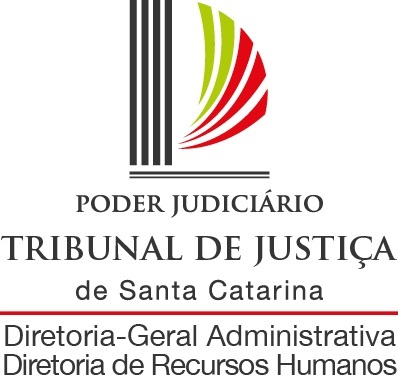 PODER JUDICIÁRIO
TRIBUNAL DE JUSTIÇA
de Santa Catarina
Diretoria-Geral Administrativa
Diretoria de Recursos Humanos